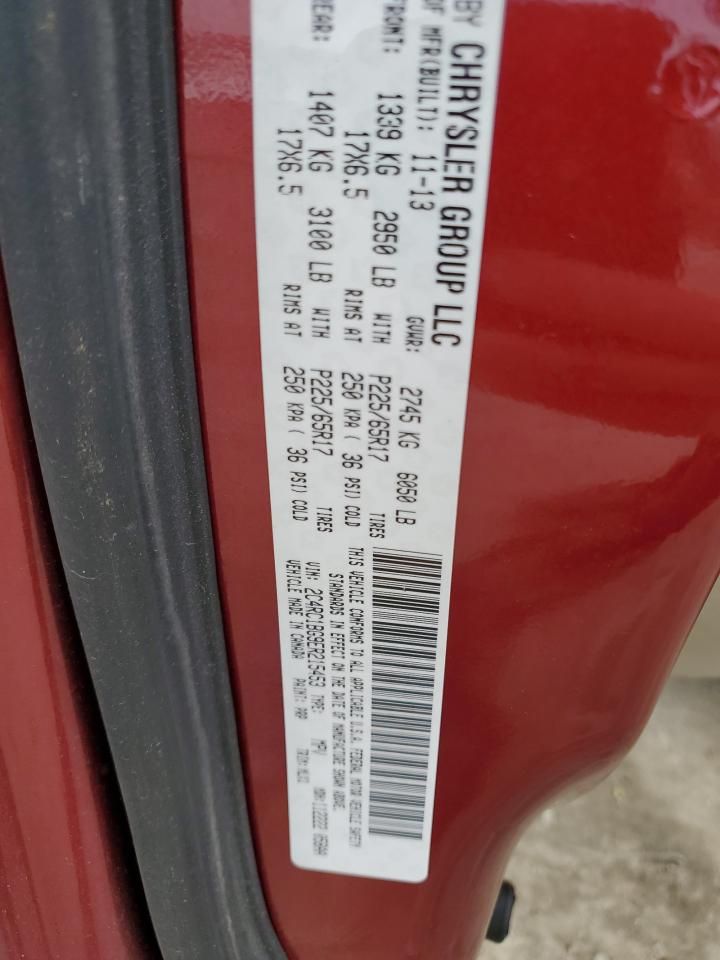 BY CHRYSLER GROUP LLC
OF MFR(BUILT): 11-13 GVWR: 2745 KG 6050 LB
FRONT: 1339 KG 2950 LB WITH P225/65R17 TIRES
17X6.5 RIMS AT 250 KPA ( 36 PSI) COLD
REAR: 1407 KG 3100 LB WITH P225/65R17 TIRES
17X6.5 RIMS AT 250 KPA ( 36 PSI) COLD
THIS VEHICLE CONFORMS TO ALL APPLICABLE U.S.A. FEDERAL MOTOR VEHICLE SAFETY
STANDARDS IN EFFECT ON THE DATE OF MANUFACTURE SHOWN ABOVE.
VIN: 2C4RC1BG9ER215453 TYPE: MPV
VEHICLE MADE IN CANADA PAINT: PRP